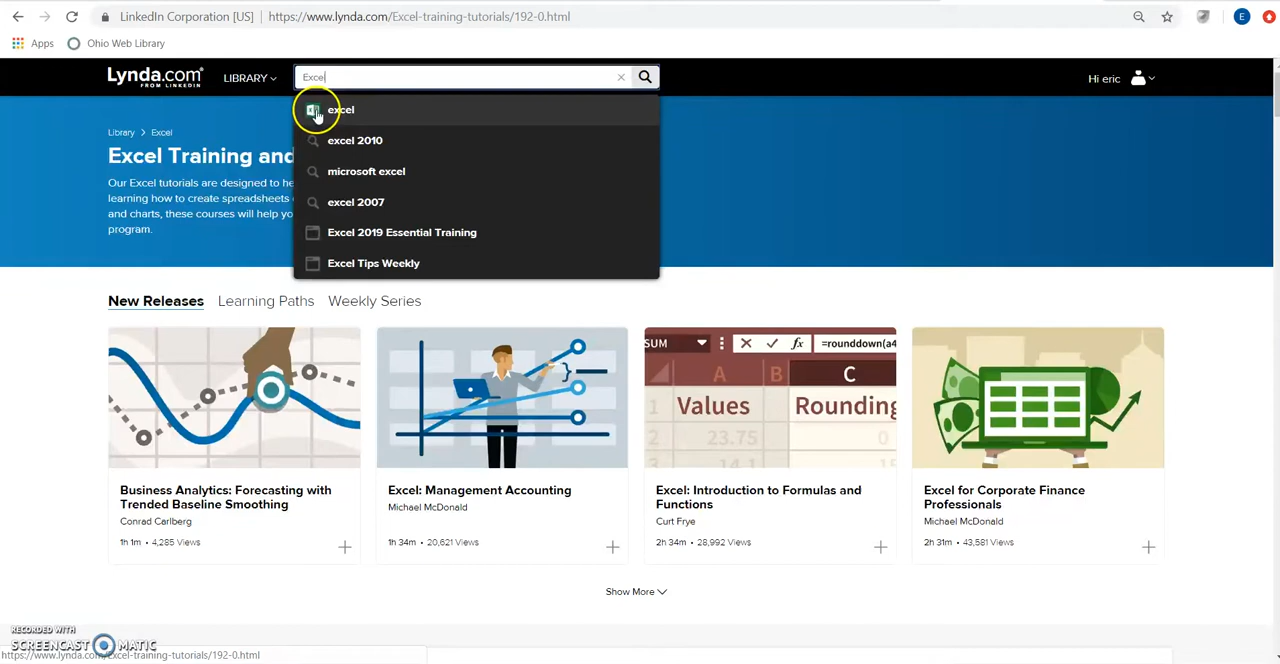 LinkedIn Corporation [US] | https://www.lynda.com/Excel-training-tutorials/192-0.html
E
Apps Ohio Web Library
Lynda.com
FROM LINKEDIN
LIBRARY
Excel
Hi eric
excel
excel 2010
microsoft excel
excel 2007
Excel 2019 Essential Training
Excel Tips Weekly
Library > Excel
Excel Training and
Our Excel tutorials are designed to he
learning how to create spreadsheets
and charts, these courses will help yo
program.
New Releases Learning Paths Weekly Series
SUM fx =rounddown(a4
A B C
1 Values Rounding
2 23.75 0
3 14.1
Business Analytics: Forecasting with
Trended Baseline Smoothing
Conrad Carlberg
1h 1m • 4,285 Views
Excel: Management Accounting
Michael McDonald
1h 34m • 20,621 Views
Excel: Introduction to Formulas and
Functions
Curt Frye
2h 34m • 28,992 Views
Excel for Corporate Finance
Professionals
Michael McDonald
2h 31m • 43,581 Views
Show More
RECORDED WITH
SCREENCAST MATIC
https://www.lynda.com/Excel-training-tutorials/192-0.html